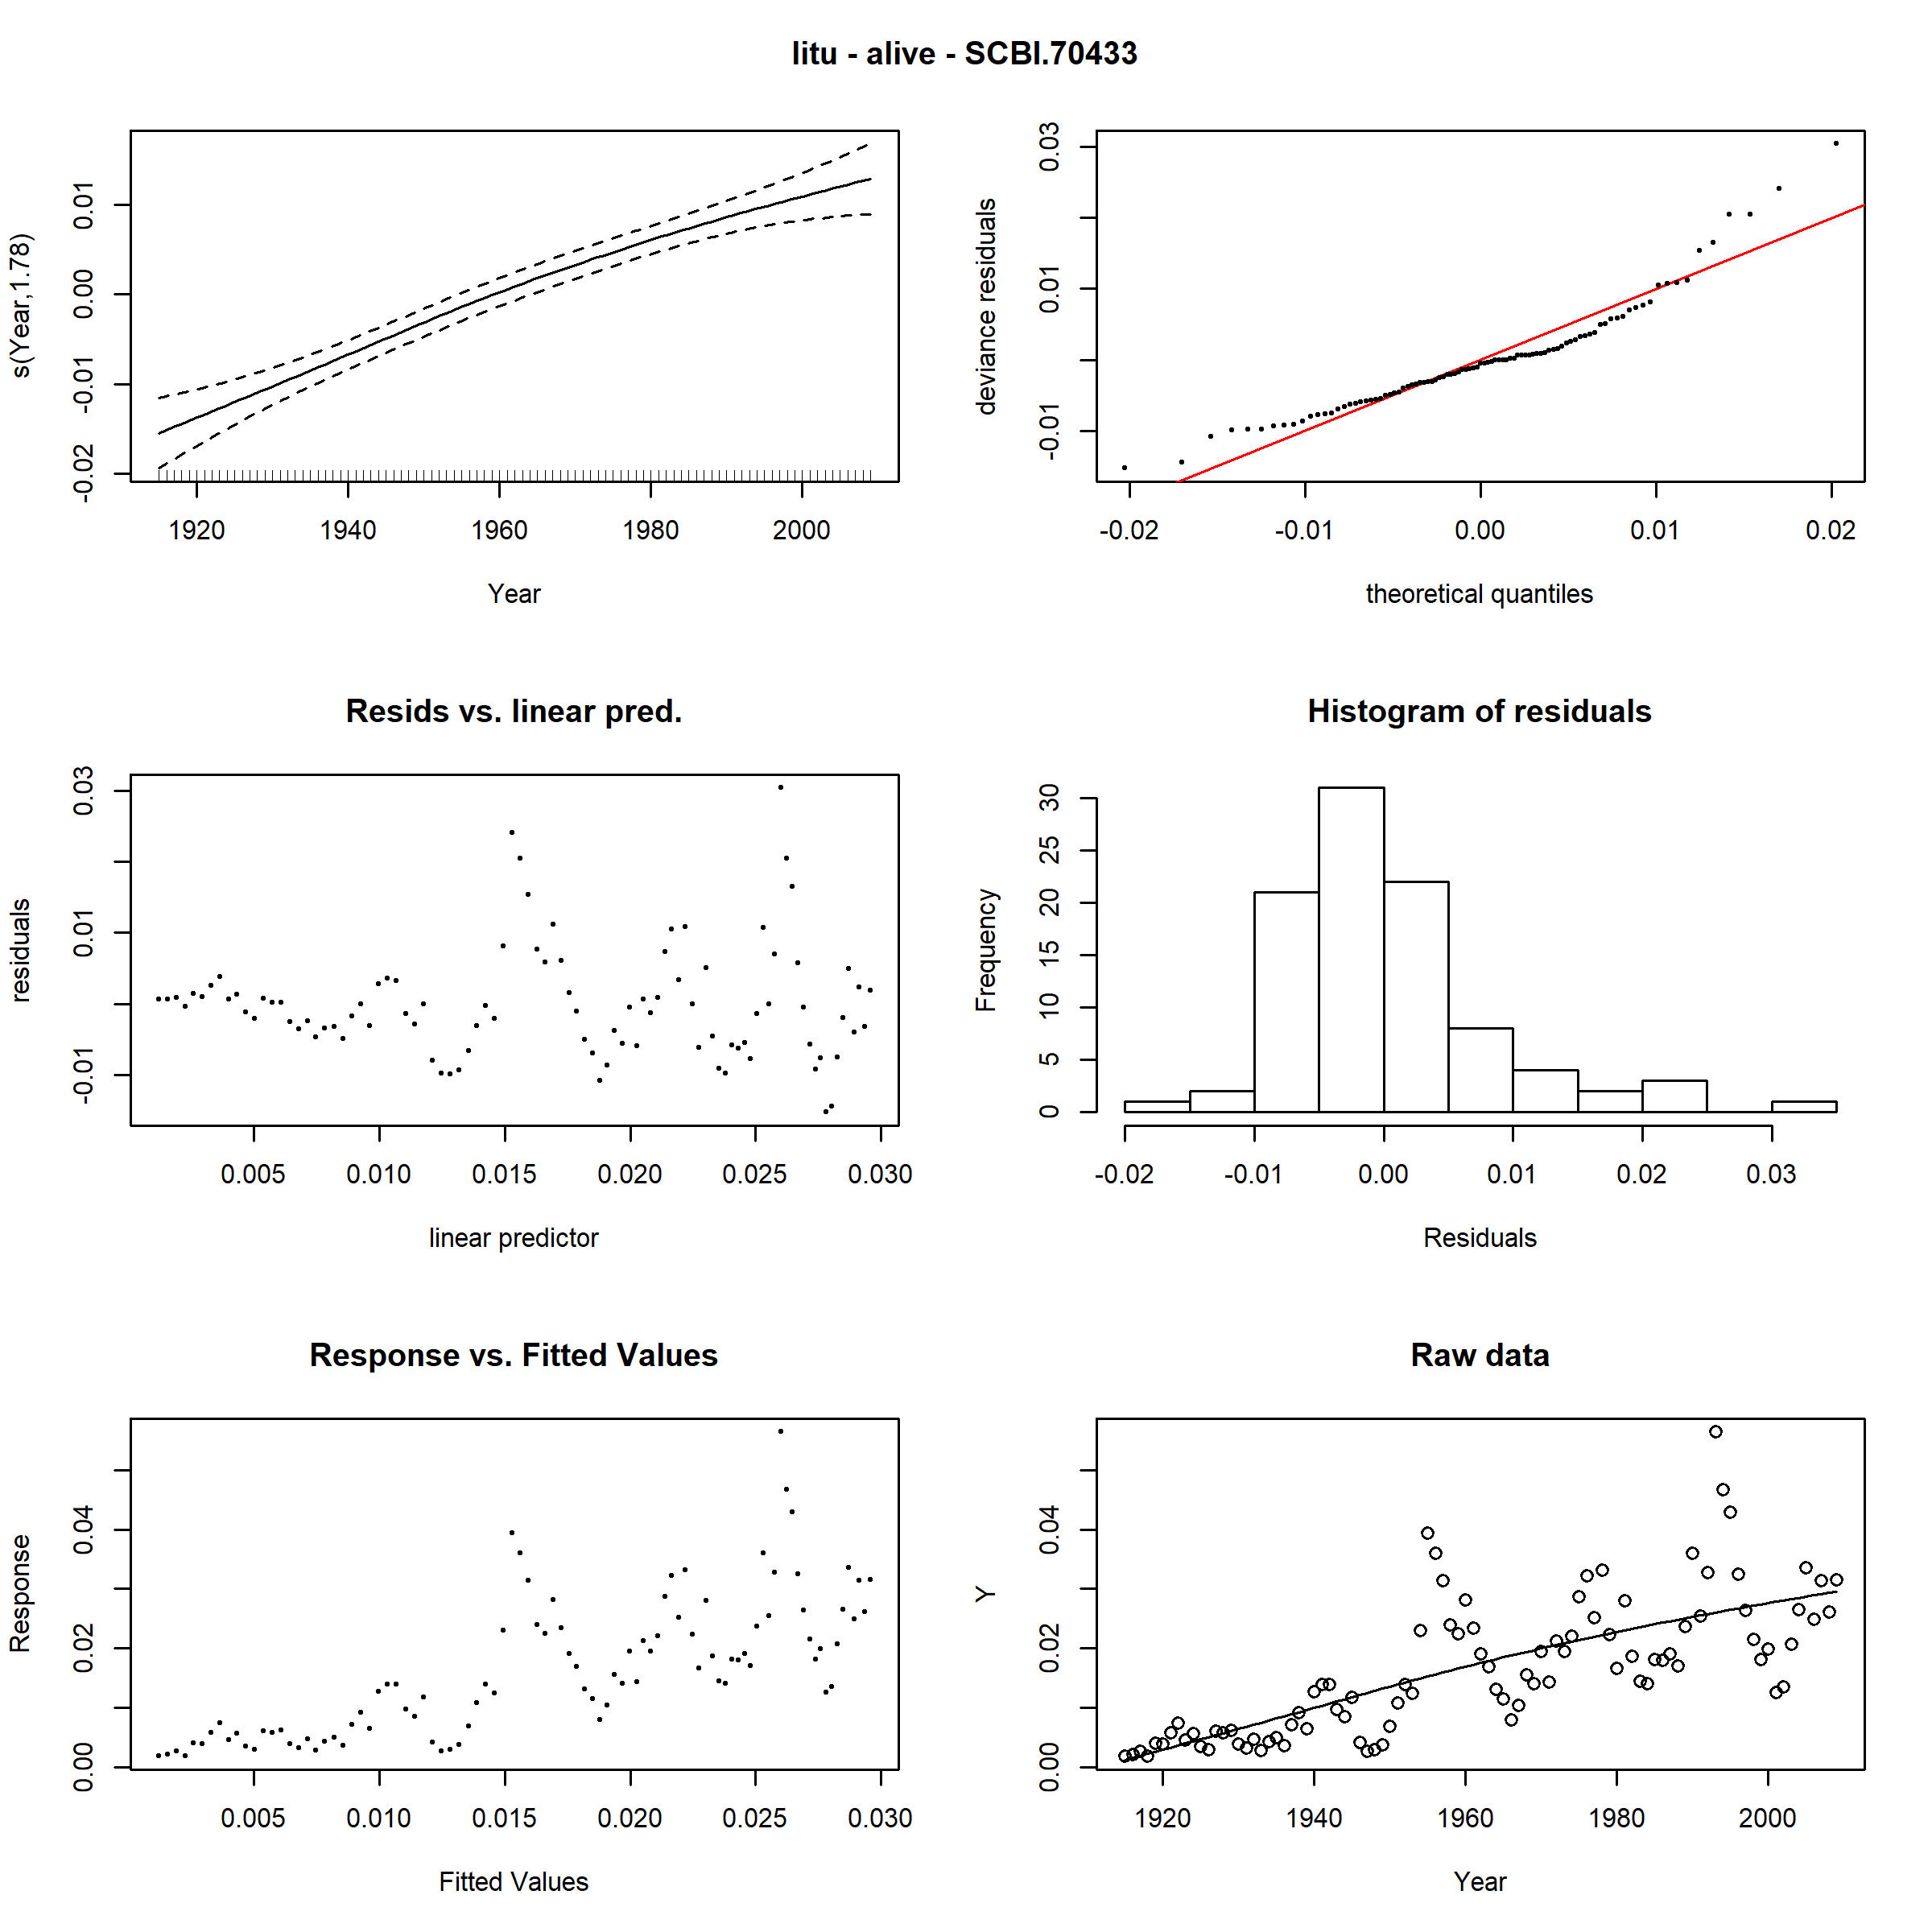 litu - alive - SCBI.70433
s(Year,1.78)
-0.02 -0.01 0.00 0.01
1920 1940 1960 1980 2000
Year
deviance residuals
-0.01 0.01 0.03
-0.02 -0.01 0.00 0.01 0.02
theoretical quantiles
Resids vs. linear pred.
residuals
-0.01 0.01 0.03
0.005 0.010 0.015 0.020 0.025 0.030
linear predictor
Histogram of residuals
Frequency
0 5 10 15 20 25 30
-0.02 -0.01 0.00 0.01 0.02 0.03
Residuals
Response vs. Fitted Values
Response
0.00 0.02 0.04
0.005 0.010 0.015 0.020 0.025 0.030
Fitted Values
Raw data
Y
0.00 0.02 0.04
1920 1940 1960 1980 2000
Year